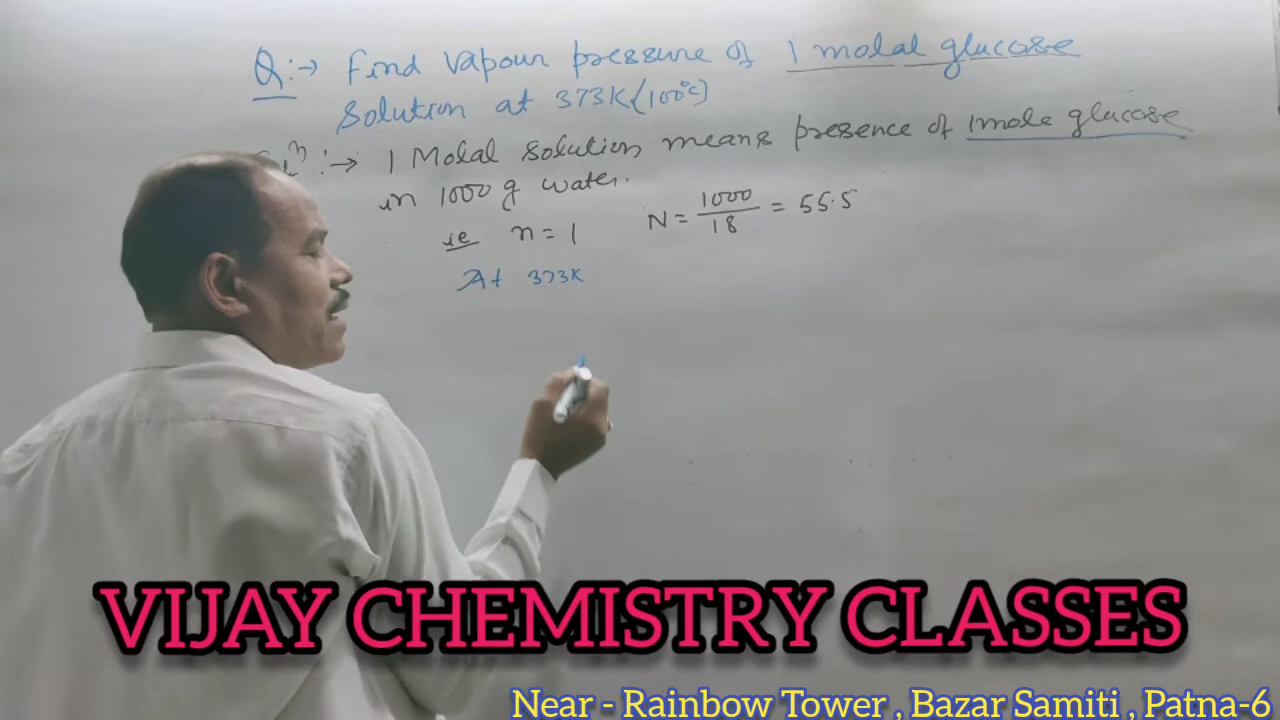 Q:→ Find vapour pressure of 1 molal glucose
solution at 373K (100°C)
:→ 1 Molal solution means presence of 1mole glucose
in 1000 g water.
ie n = 1 N = 1000/18 = 55.5
At 373K
VIJAY CHEMISTRY CLASSES
Near - Rainbow Tower , Bazar Samiti , Patna-6